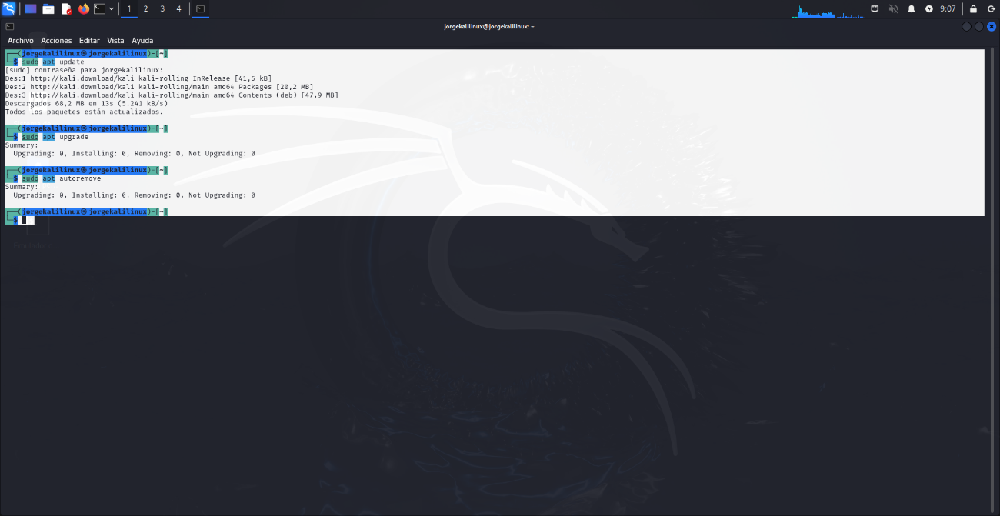 1 2 3 4 9:07
jorgekalilinux@jorgekalilinux: ~
Archivo Acciones Editar Vista Ayuda
┌──(jorgekalilinux㉿jorgekalilinux)-[~]
└─$ sudo apt update
[sudo] contraseña para jorgekalilinux:
Des:1 http://kali.download/kali kali-rolling InRelease [41,5 kB]
Des:2 http://kali.download/kali kali-rolling/main amd64 Packages [20,2 MB]
Des:3 http://kali.download/kali kali-rolling/main amd64 Contents (deb) [47,9 MB]
Descargados 68,2 MB en 13s (5.241 kB/s)
Todos los paquetes están actualizados.
┌──(jorgekalilinux㉿jorgekalilinux)-[~]
└─$ sudo apt upgrade
Summary:
Upgrading: 0, Installing: 0, Removing: 0, Not Upgrading: 0
┌──(jorgekalilinux㉿jorgekalilinux)-[~]
└─$ sudo apt autoremove
Summary:
Upgrading: 0, Installing: 0, Removing: 0, Not Upgrading: 0
┌──(jorgekalilinux㉿jorgekalilinux)-[~]
└─$